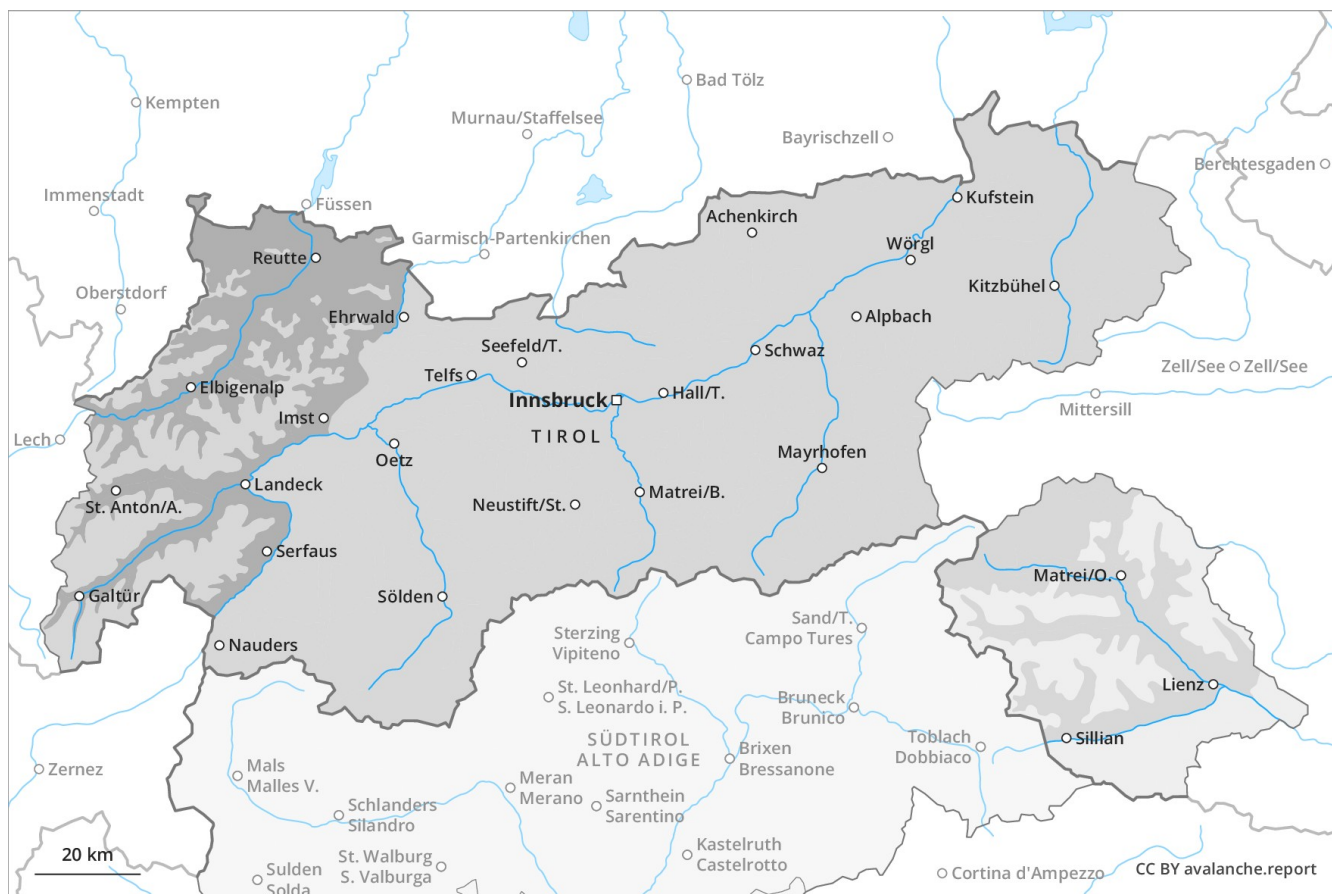 Bad Tölz
Kempten
Murnau/Staffelsee
Bayrischzell
Berchtesgaden
Immenstadt
Füssen
Kufstein
Achenkirch
Garmisch-Partenkirchen
Wörgl
Reutte
Kitzbühel
Oberstdorf
Ehrwald
Alpbach
Seefeld/T.
Schwaz
Telfs
Zell/See
Zell/See
Elbigenalp
Innsbruck
Hall/T.
Mittersill
Imst
TIROL
Lech
Oetz
Mayrhofen
Landeck
Matrei/B.
St. Anton/A.
Neustift/St.
Serfaus
Matrei/O.
Galtür
Sölden
Sand/T.
Campo Tures
Sterzing
Vipiteno
Nauders
Lienz
St. Leonhard/P.
S. Leonardo i. P.
Bruneck
Brunico
SÜDTIROL
ALTO ADIGE
Toblach
Dobbiaco
Sillian
Brixen
Bressanone
Zernez
Mals
Malles V.
Meran
Merano
Sarnthein
Sarentino
Schlanders
Silandro
Kastelruth
Castelrotto
20 km
St. Walburg
S. Valburga
Sulden
Solda
Cortina d'Ampezzo
CC BY avalanche.report